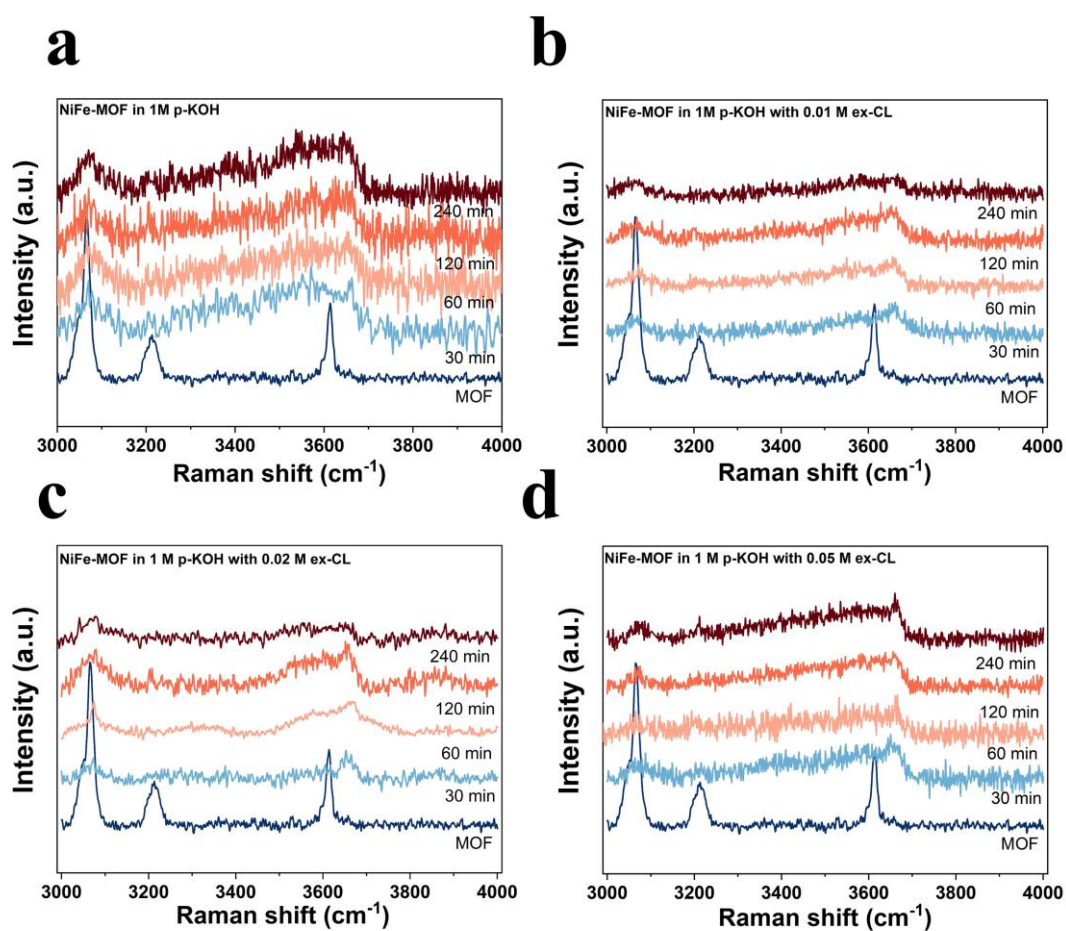 a
NiFe-MOF in 1M p-KOH
240 min
120 min
60 min
30 min
MOF
Intensity (a.u.)
3000 3200 3400 3600 3800 4000
Raman shift (cm⁻¹)
b
NiFe-MOF in 1M p-KOH with 0.01 M ex-CL
240 min
120 min
60 min
30 min
MOF
Intensity (a.u.)
3000 3200 3400 3600 3800 4000
Raman shift (cm⁻¹)
c
NiFe-MOF in 1 M p-KOH with 0.02 M ex-CL
240 min
120 min
60 min
30 min
MOF
Intensity (a.u.)
3000 3200 3400 3600 3800 4000
Raman shift (cm⁻¹)
d
NiFe-MOF in 1 M p-KOH with 0.05 M ex-CL
240 min
120 min
60 min
30 min
MOF
Intensity (a.u.)
3000 3200 3400 3600 3800 4000
Raman shift (cm⁻¹)